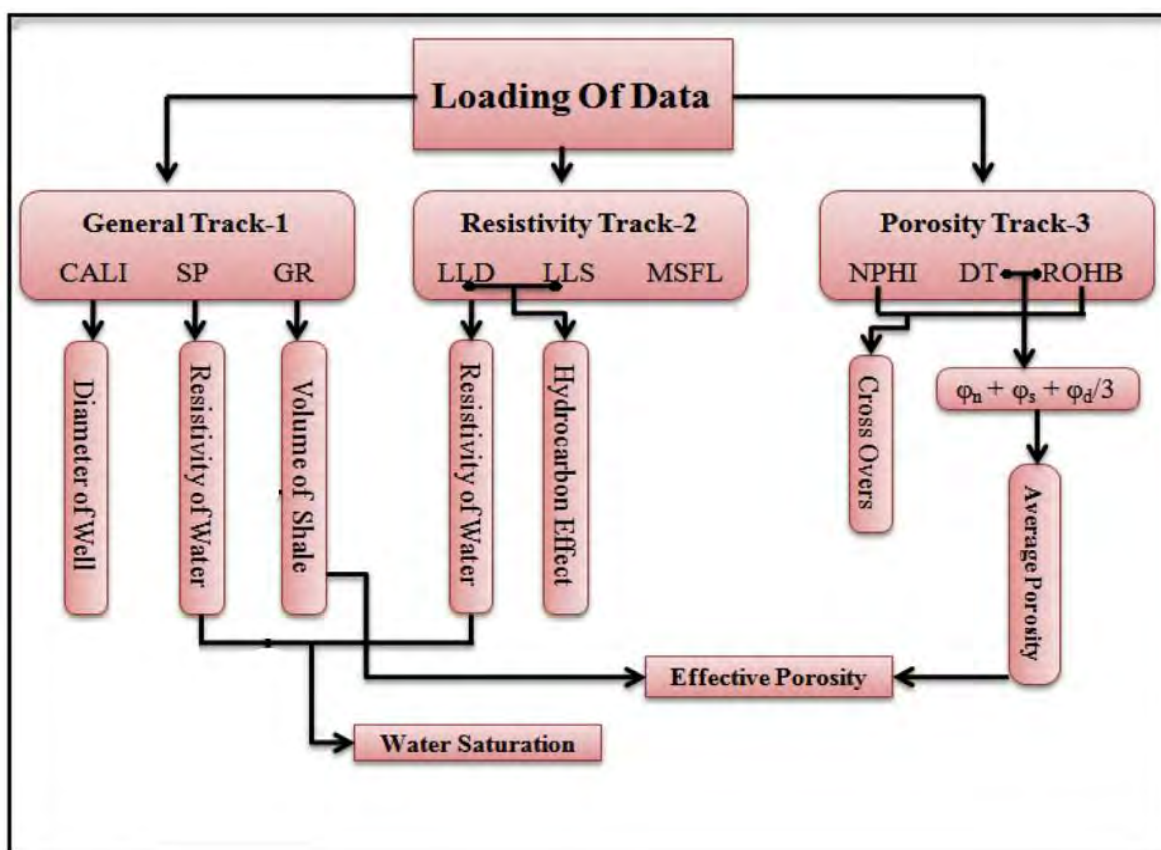 Loading Of Data
General Track-1
CALI SP GR
Resistivity Track-2
LLD LLS MSFL
Porosity Track-3
NPHI DT ROHB
Diameter of Well
Resistivity of Water
Volume of
Shale
Resistivity of Water
Hydrocarbon Effect
Cross Overs
φn + φs + φd/3
Average Porosity
Effective Porosity
Water Saturation